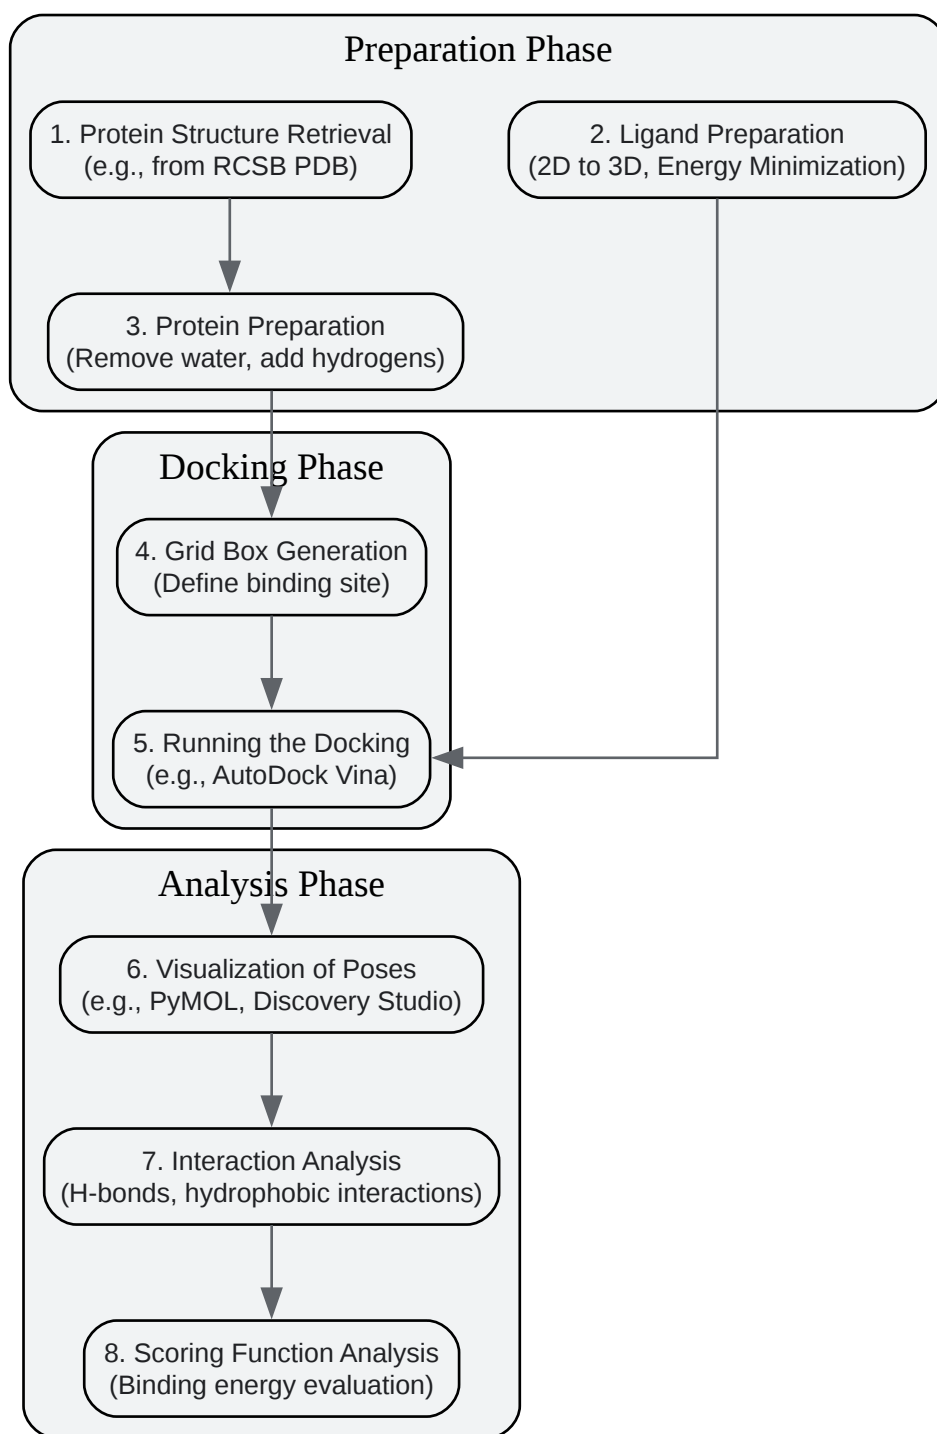 Preparation Phase
1. Protein Structure Retrieval
(e.g., from RCSB PDB)
2. Ligand Preparation
(2D to 3D, Energy Minimization)
3. Protein Preparation
(Remove water, add hydrogens)
Docking Phase
4. Grid Box Generation
(Define binding site)
5. Running the Docking
(e.g., AutoDock Vina)
Analysis Phase
6. Visualization of Poses
(e.g., PyMOL, Discovery Studio)
7. Interaction Analysis
(H-bonds, hydrophobic interactions)
8. Scoring Function Analysis
(Binding energy evaluation)